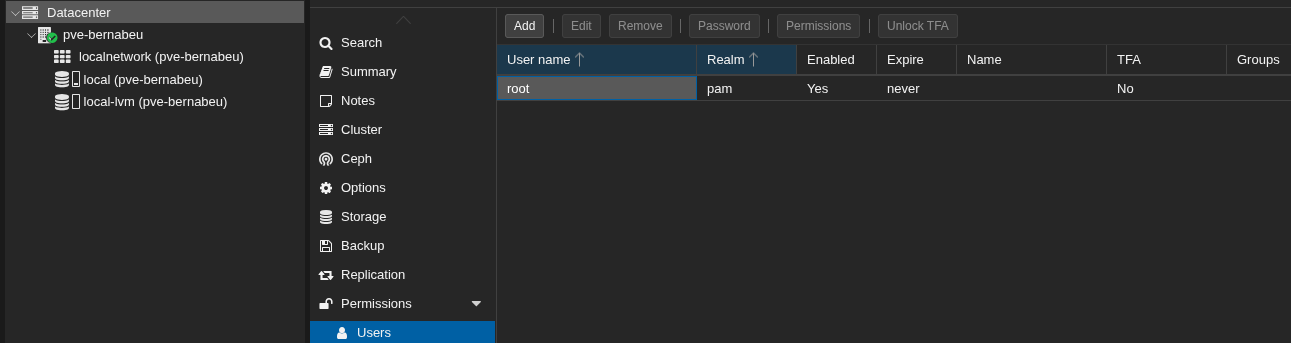 Datacenter
pve-bernabeu
localnetwork (pve-bernabeu)
local (pve-bernabeu)
local-lvm (pve-bernabeu)
Search
Summary
Notes
Cluster
Ceph
Options
Storage
Backup
Replication
Permissions
Users
Add Edit Remove Password Permissions Unlock TFA
User name Realm Enabled Expire Name TFA Groups
root pam Yes never No